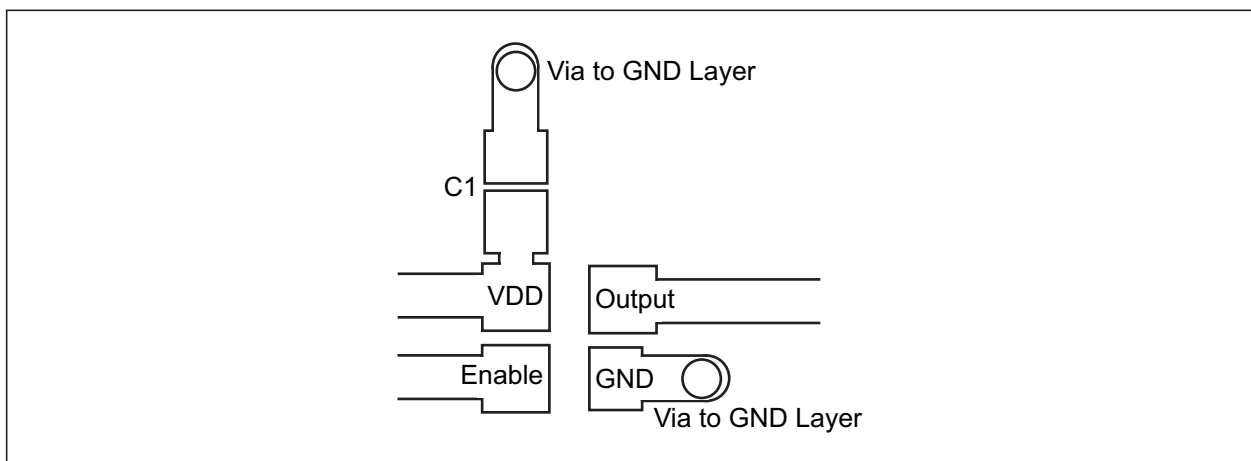 Via to GND Layer
C1
VDD
Output
Enable
GND
Via to GND Layer